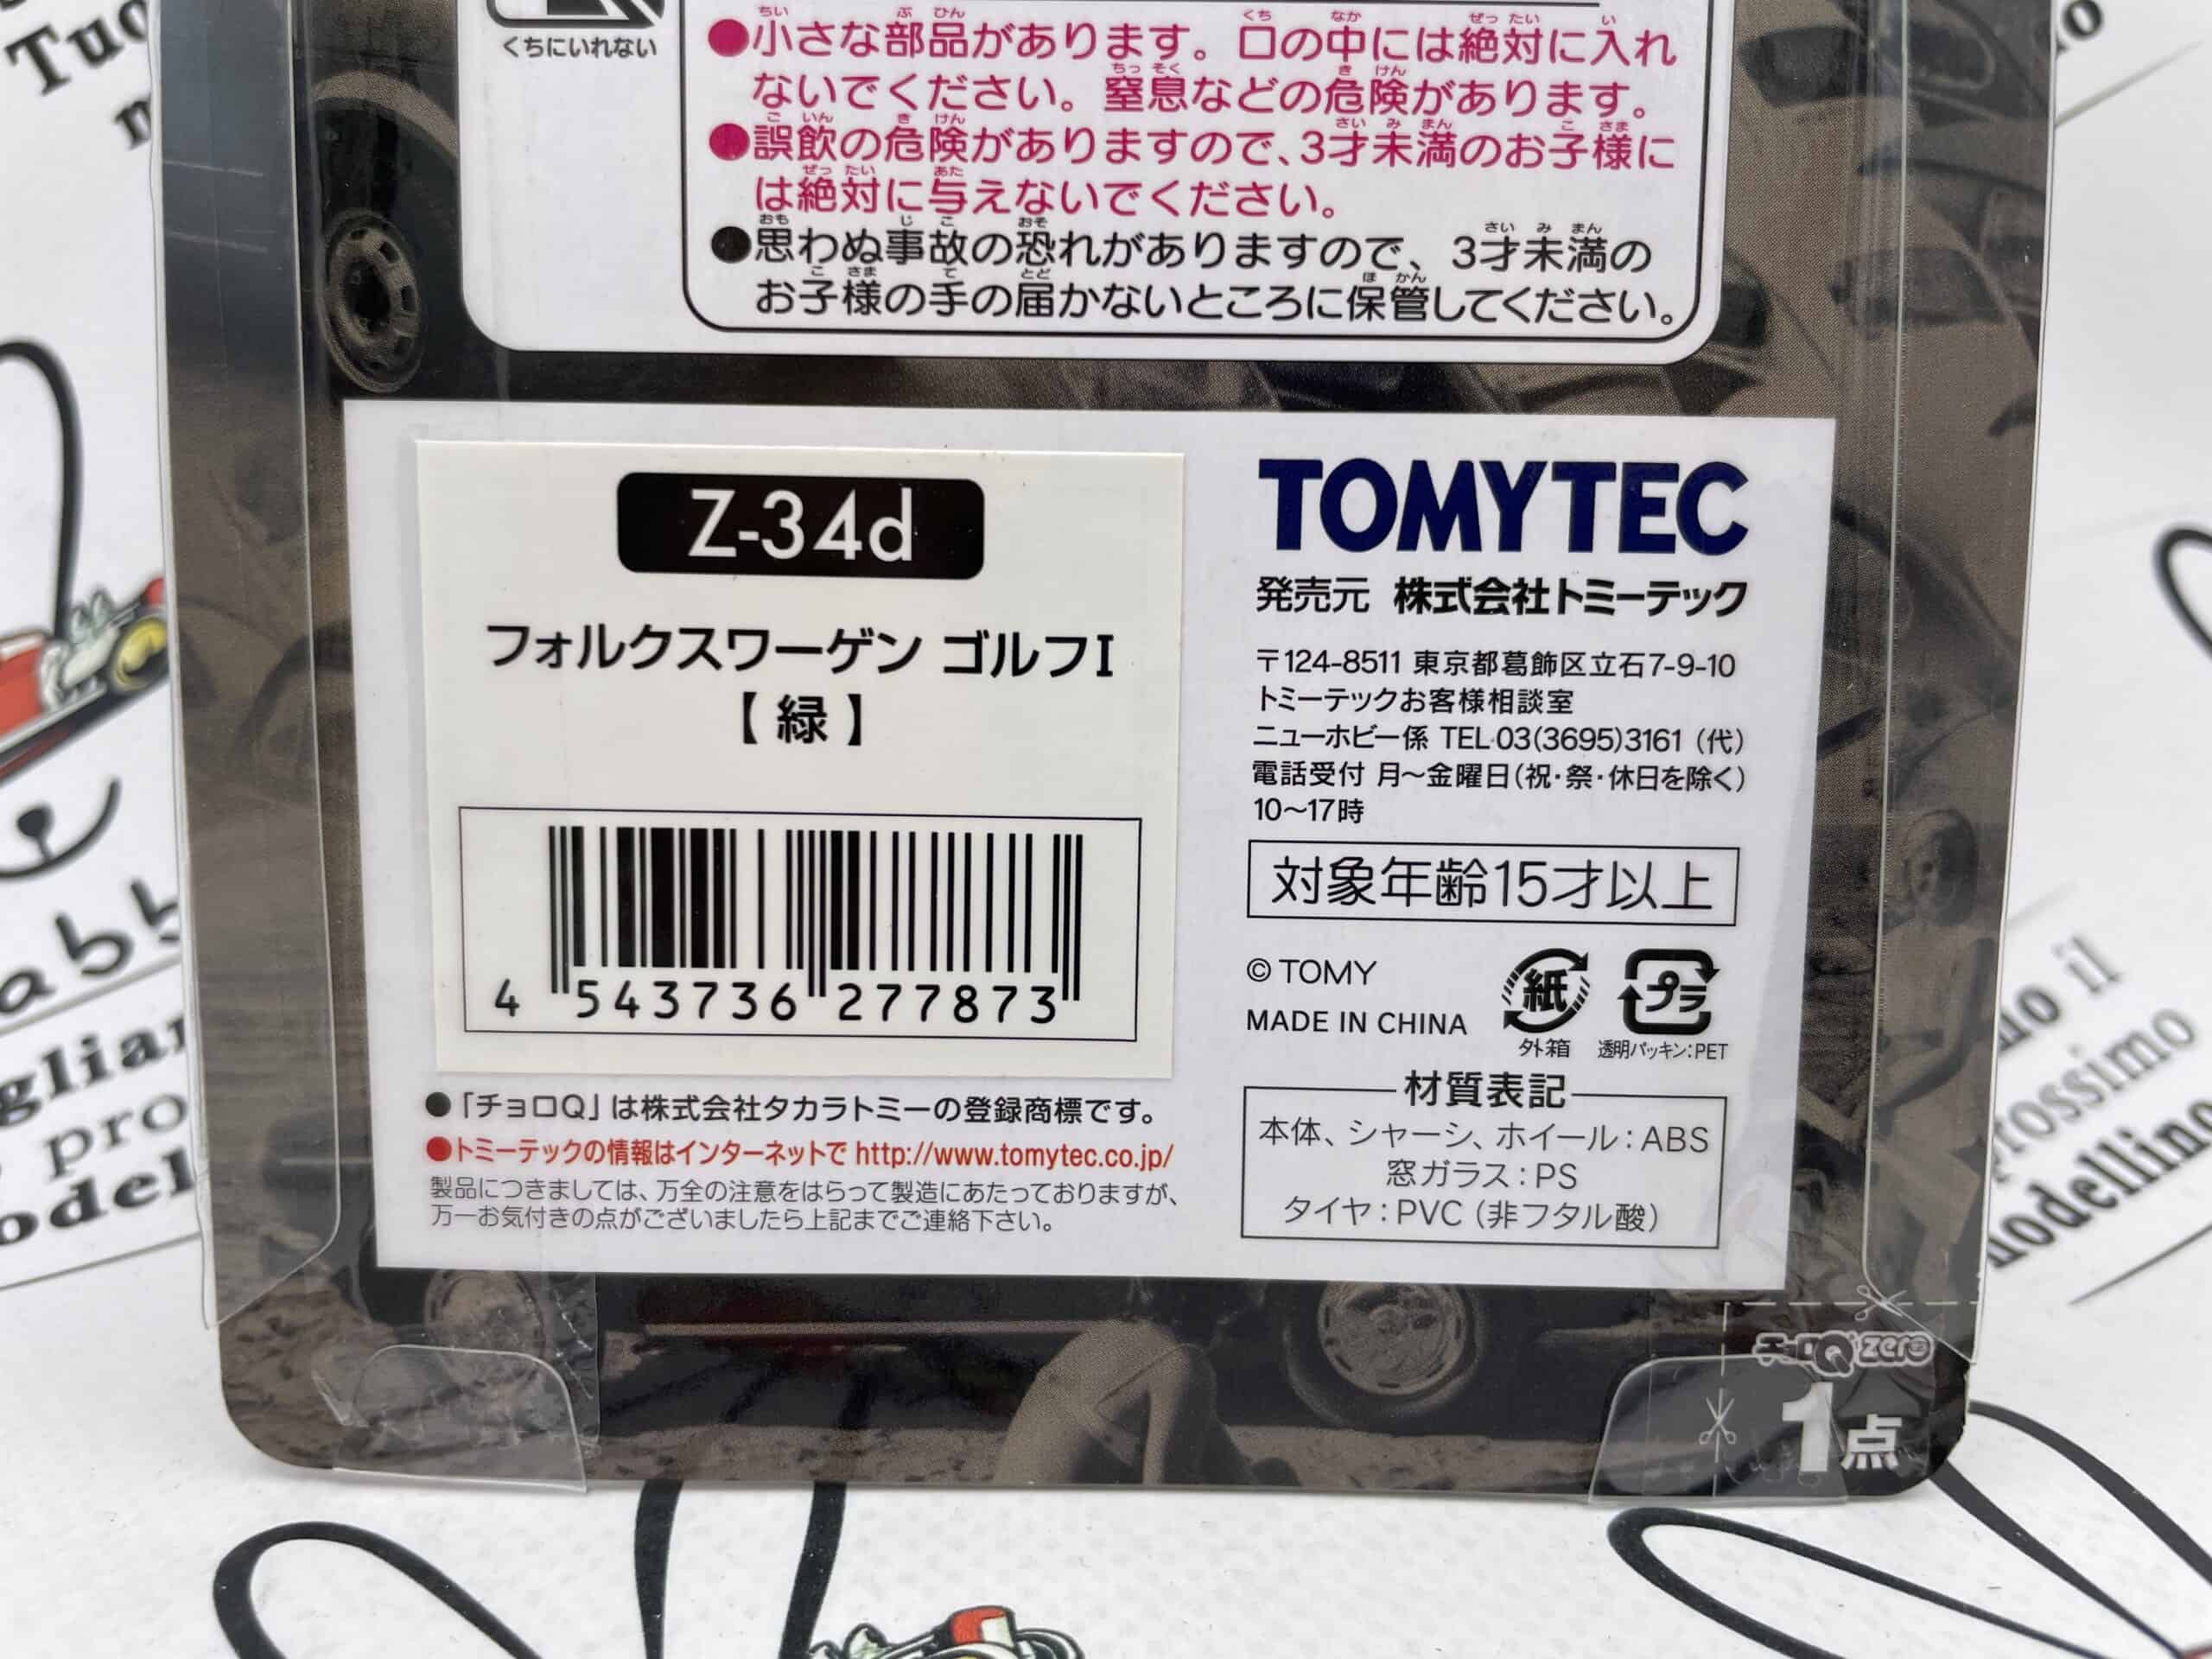 くちにいれない
●小さな部品があります。口の中には絶対に入れ
ないでください。窒息などの危険があります。
●誤飲の危険がありますので、3才未満のお子様に
は絶対に与えないでください。
●思わぬ事故の恐れがありますので、3才未満の
お子様の手の届かないところに保管してください。
Z-34d
フォルクスワーゲン ゴルフI
【緑】
4 543736 277873
●「チョロQ」は株式会社タカラトミーの登録商標です。
●トミーテックの情報はインターネットで http://www.tomytec.co.jp/
製品につきましては、万全の注意をはらって製造にあたっておりますが、
万一お気付きの点がございましたら上記までご連絡下さい。
TOMYTEC
発売元 株式会社トミーテック
〒124-8511 東京都葛飾区立石7-9-10
トミーテックお客様相談室
ニューホビー係 TEL 03(3695)3161 (代)
電話受付 月〜金曜日(祝・祭・休日を除く)
10〜17時
対象年齢15才以上
© TOMY
MADE IN CHINA
紙
外箱
プラ
透明パッキン:PET
材質表記
本体、シャーシ、ホイール:ABS
窓ガラス:PS
タイヤ:PVC (非フタル酸)
チョロQ zero
1点